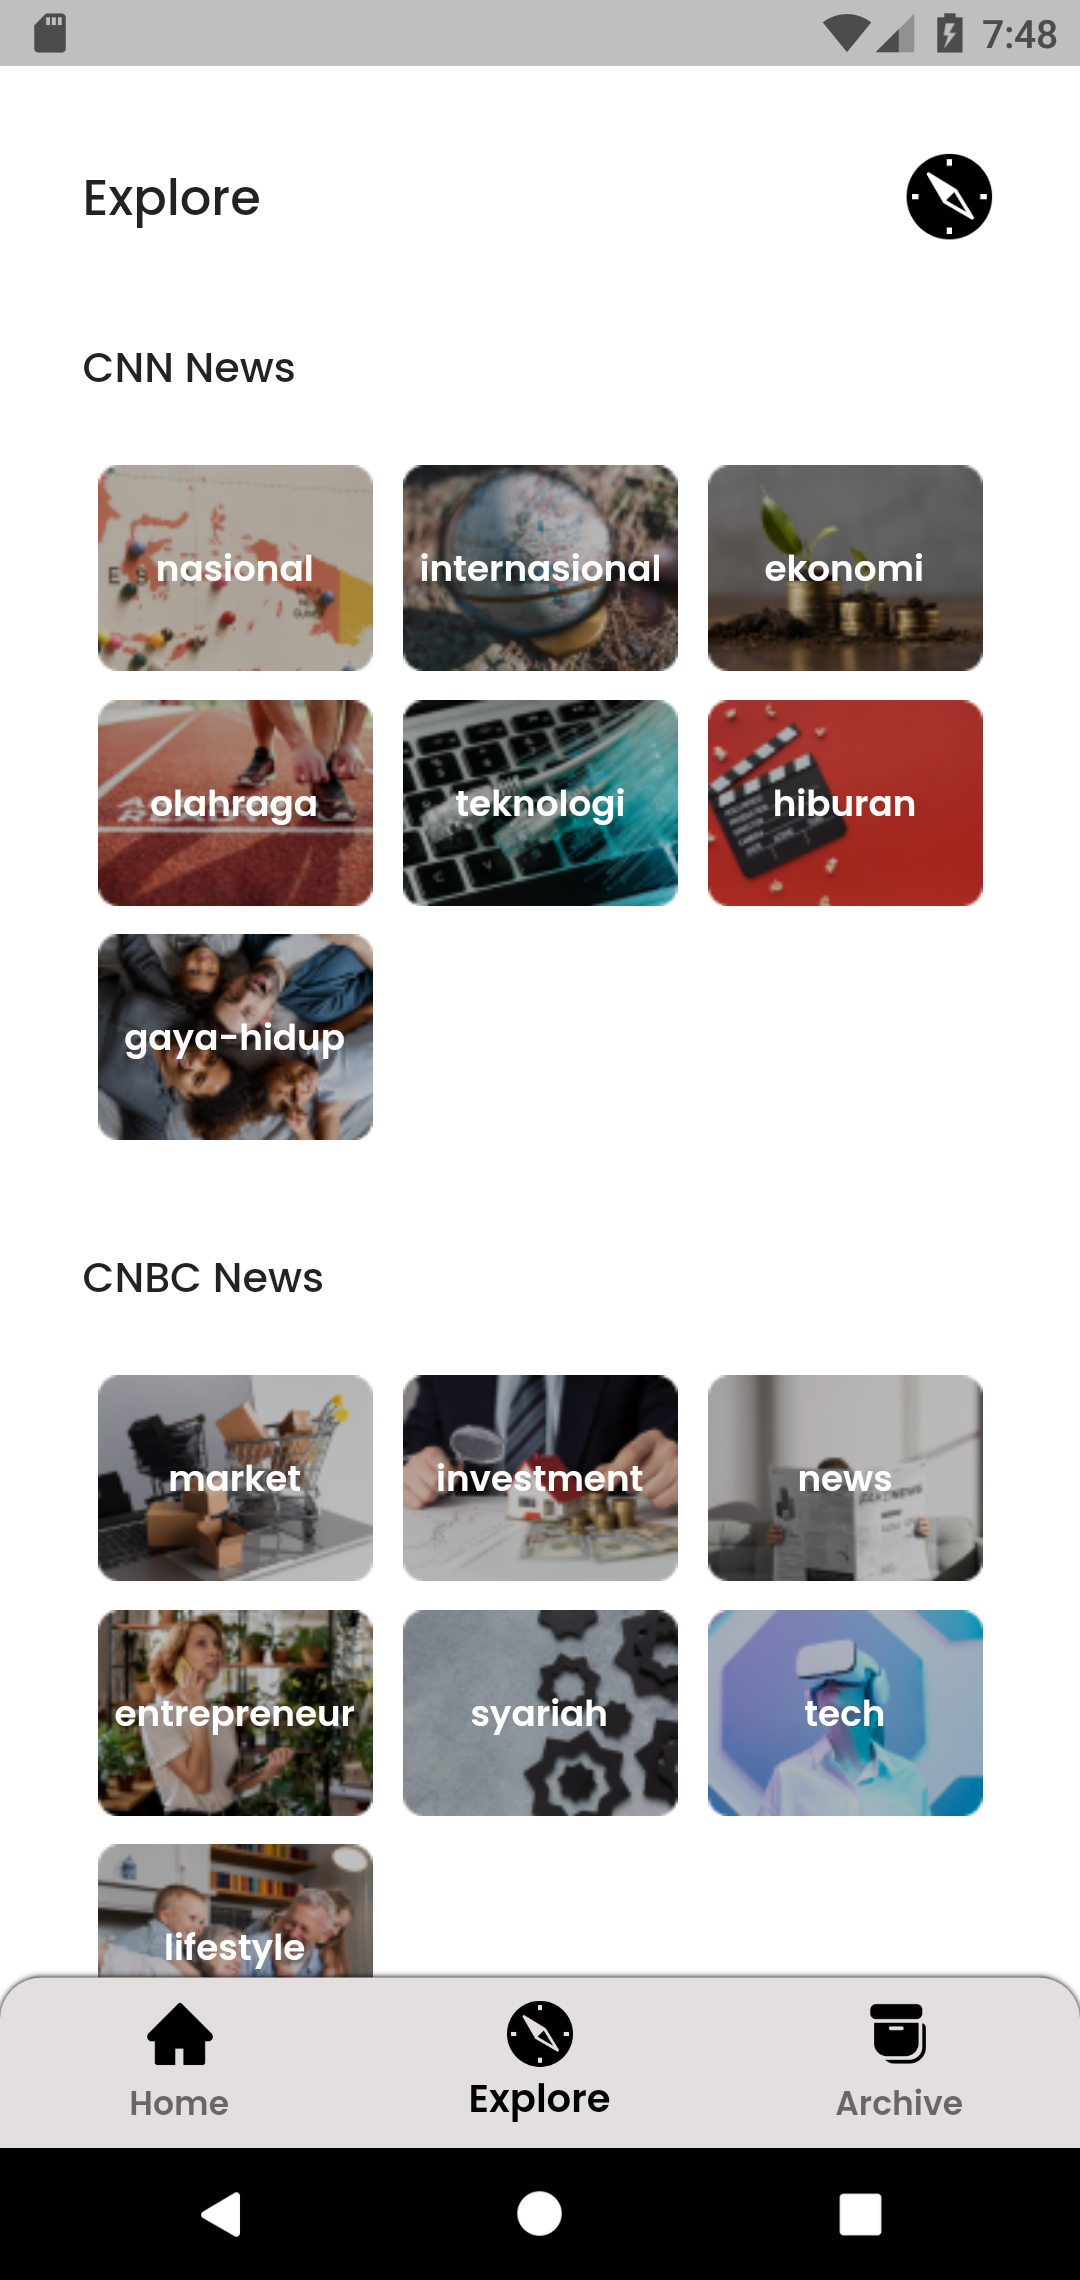 7:48
Explore
CNN News
nasional
internasional
ekonomi
olahraga
teknologi
hiburan
gaya-hidup
CNBC News
market
investment
news
entrepreneur
syariah
tech
lifestyle
Home
Explore
Archive